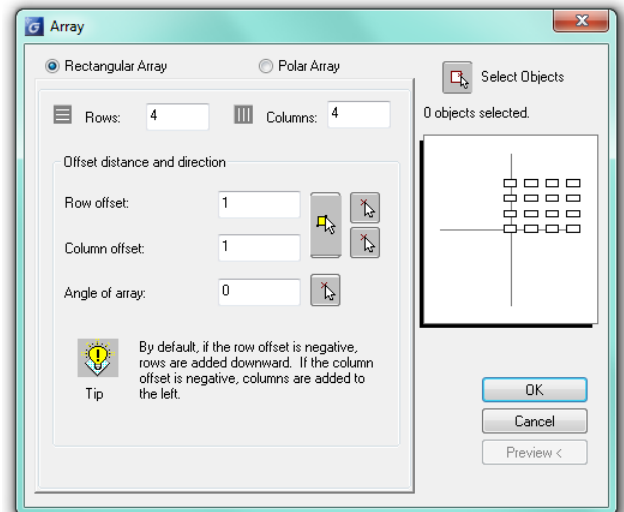 G Array
Rectangular Array
Polar Array
Select Objects
Rows: 4
Columns: 4
0 objects selected.
Offset distance and direction
Row offset: 1
Column offset: 1
Angle of array: 0
By default, if the row offset is negative,
rows are added downward. If the column
offset is negative, columns are added to
the left.
Tip
OK
Cancel
Preview <